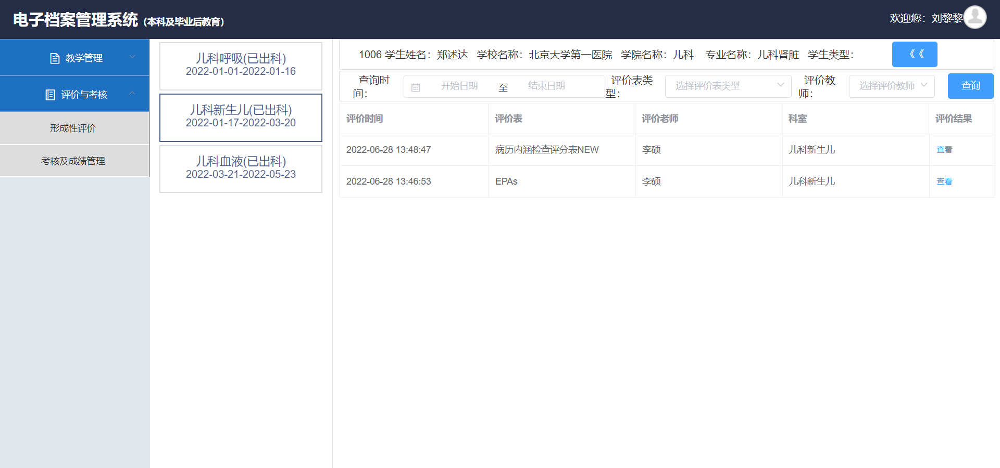 电子档案管理系统（本科及毕业后教育）
欢迎您：刘黎黎
教学管理
评价与考核
形成性评价
考核及成绩管理
儿科呼吸(已出科)
2022-01-01-2022-01-16
儿科新生儿(已出科)
2022-01-17-2022-03-20
儿科血液(已出科)
2022-03-21-2022-05-23
1006 学生姓名：郑述达 学校名称：北京大学第一医院 学院名称：儿科 专业名称：儿科肾脏 学生类型：
《《
查询时间：
开始日期 至 结束日期
评价表类型：
选择评价表类型
评价教师：
选择评价教师
查询
评价时间 评价表 评价老师 科室 评价结果
2022-06-28 13:48:47 病历内涵检查评分表NEW 李硕 儿科新生儿 查看
2022-06-28 13:46:53 EPAs 李硕 儿科新生儿 查看